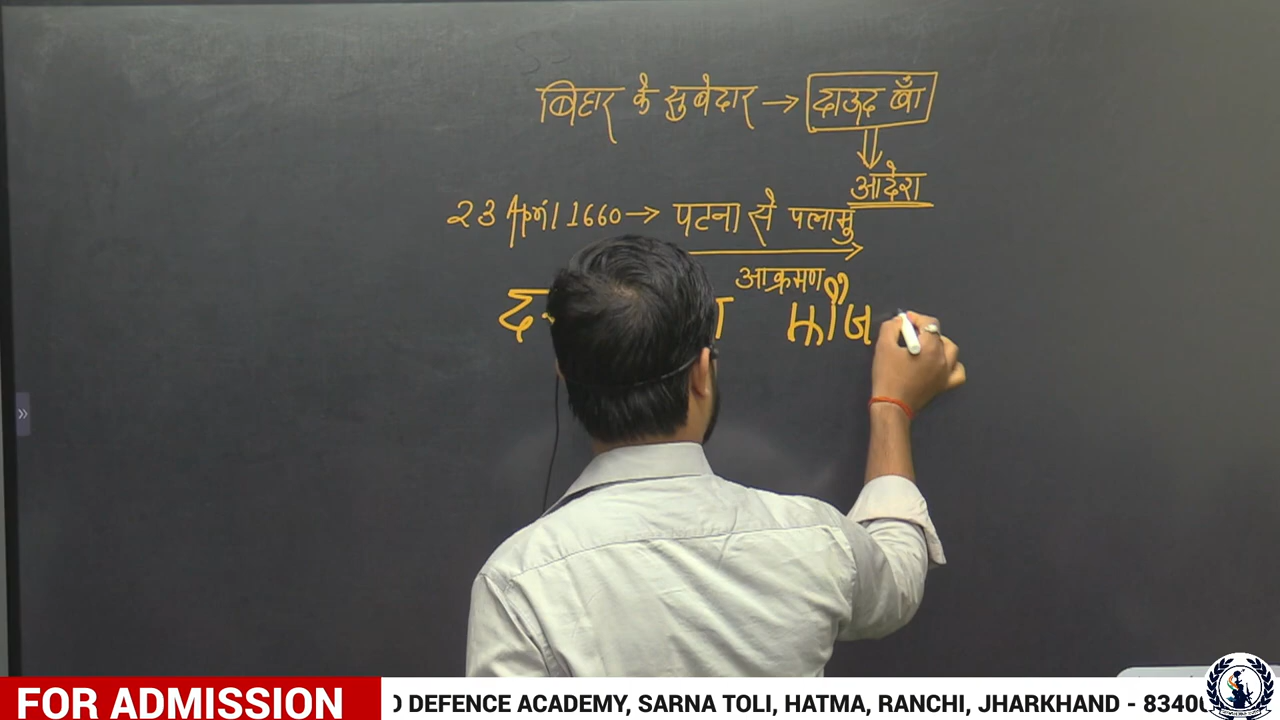 बिहार के सुबेदार → दाऊद खाँ
आदेश
23 April 1660 → पटना से पलामु
आक्रमण
फौज
»
FOR ADMISSION
DEFENCE ACADEMY, SARNA TOLI, HATMA, RANCHI, JHARKHAND - 8340